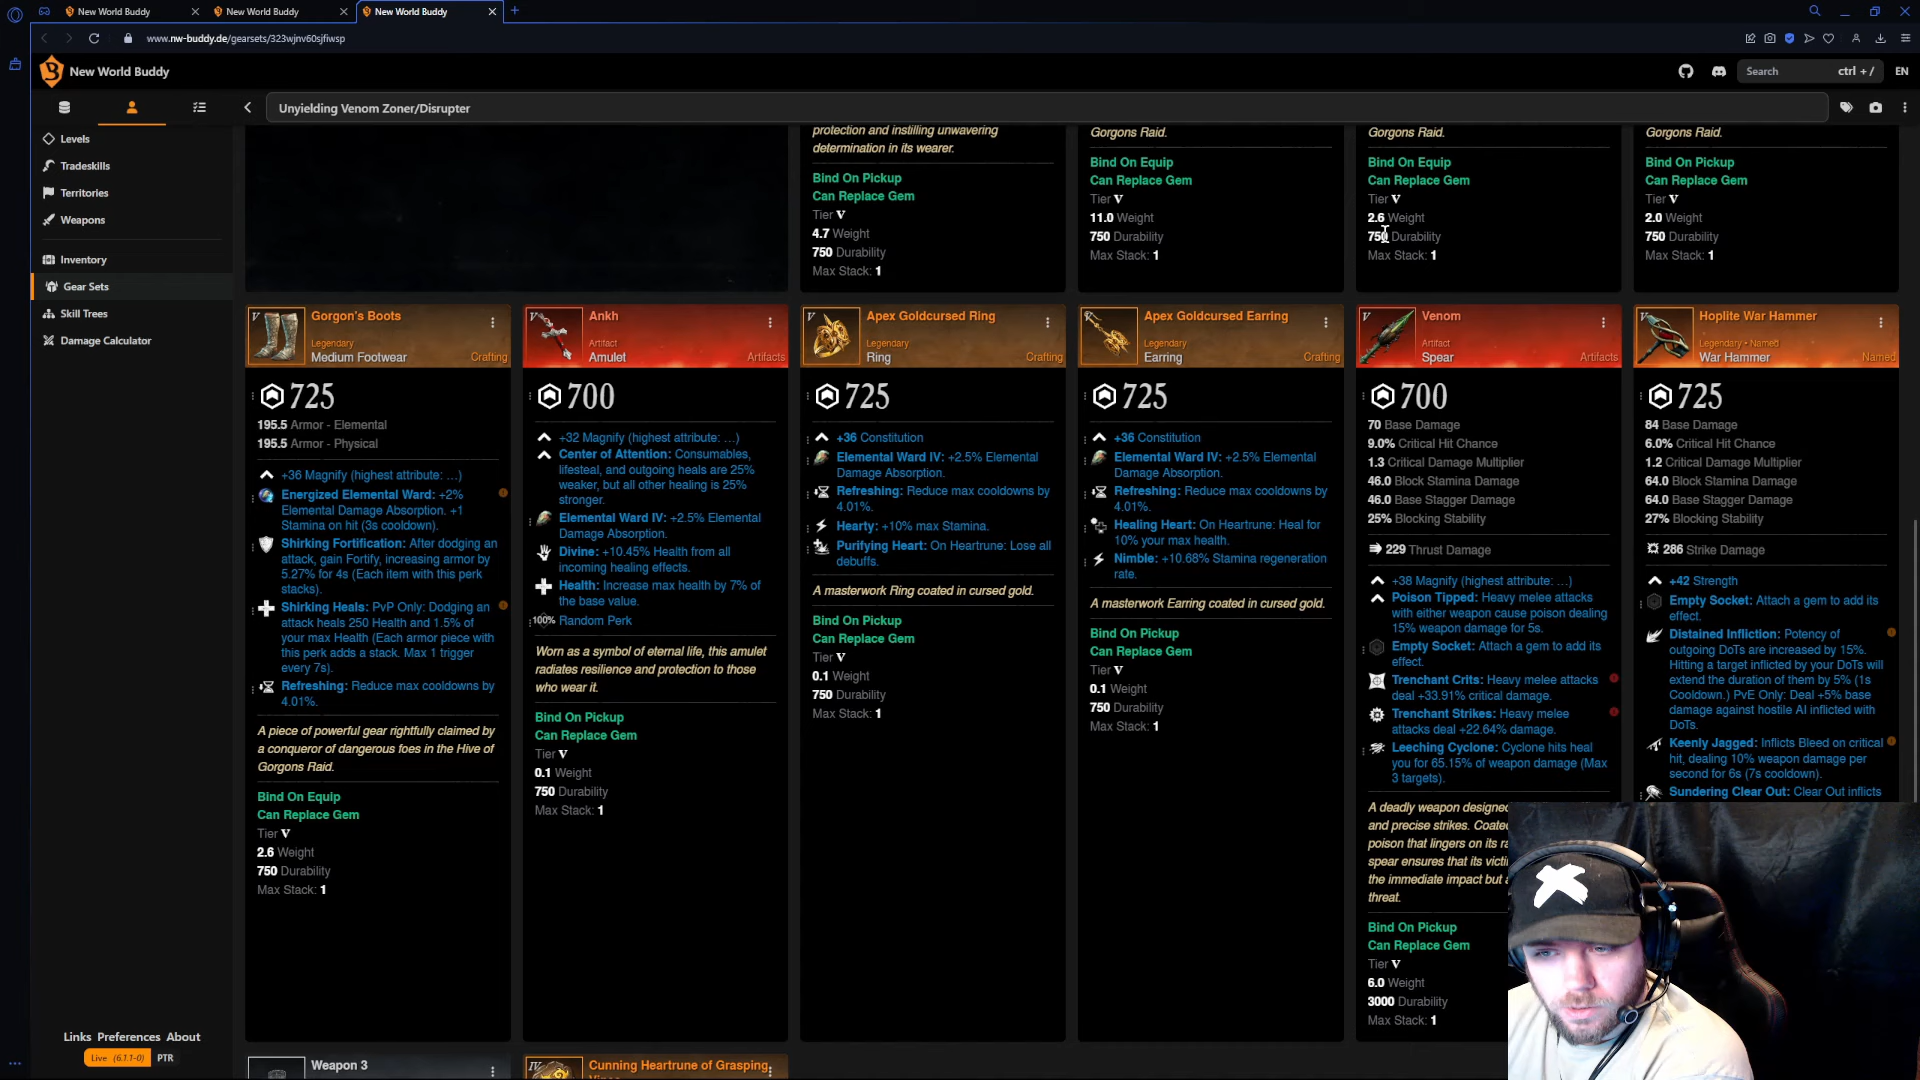 New World Buddy
New World Buddy
New World Buddy
www.nw-buddy.de/gearsets/323wjnv60sjfiwsp
New World Buddy
Search ctrl + /
EN
Unyielding Venom Zoner/Disrupter
Levels
Tradeskills
Territories
Weapons
Inventory
Gear Sets
Skill Trees
Damage Calculator
protection and instilling unwavering
determination in its wearer.
Bind On Pickup
Can Replace Gem
Tier V
4.7 Weight
750 Durability
Max Stack: 1
Gorgons Raid.
Bind On Equip
Can Replace Gem
Tier V
11.0 Weight
750 Durability
Max Stack: 1
Gorgons Raid.
Bind On Equip
Can Replace Gem
Tier V
2.6 Weight
750 Durability
Max Stack: 1
Gorgons Raid.
Bind On Pickup
Can Replace Gem
Tier V
2.0 Weight
750 Durability
Max Stack: 1
V
Gorgon's Boots
Legendary
Medium Footwear Crafting
725
195.5 Armor - Elemental
195.5 Armor - Physical
+36 Magnify (highest attribute: ...)
Energized Elemental Ward: +2%
Elemental Damage Absorption. +1
Stamina on hit (3s cooldown).
Shirking Fortification: After dodging an
attack, gain Fortify, increasing armor by
5.27% for 4s (Each item with this perk
stacks).
Shirking Heals: PvP Only: Dodging an
attack heals 250 Health and 1.5% of
your max Health (Each armor piece with
this perk adds a stack. Max 1 trigger
every 7s).
Refreshing: Reduce max cooldowns by
4.01%.
A piece of powerful gear rightfully claimed by
a conqueror of dangerous foes in the Hive of
Gorgons Raid.
Bind On Equip
Can Replace Gem
Tier V
2.6 Weight
750 Durability
Max Stack: 1
V
Ankh
Artifact
Amulet Artifacts
700
+32 Magnify (highest attribute: ...)
Center of Attention: Consumables,
lifesteal, and outgoing heals are 25%
weaker, but all other healing is 25%
stronger.
Elemental Ward IV: +2.5% Elemental
Damage Absorption.
Divine: +10.45% Health from all
incoming healing effects.
Health: Increase max health by 7% of
the base value.
100% Random Perk
Worn as a symbol of eternal life, this amulet
radiates resilience and protection to those
who wear it.
Bind On Pickup
Can Replace Gem
Tier V
0.1 Weight
750 Durability
Max Stack: 1
V
Apex Goldcursed Ring
Legendary
Ring Crafting
725
+36 Constitution
Elemental Ward IV: +2.5% Elemental
Damage Absorption.
Refreshing: Reduce max cooldowns by
4.01%.
Hearty: +10% max Stamina.
Purifying Heart: On Heartrune: Lose all
debuffs.
A masterwork Ring coated in cursed gold.
Bind On Pickup
Can Replace Gem
Tier V
0.1 Weight
750 Durability
Max Stack: 1
V
Apex Goldcursed Earring
Legendary
Earring Crafting
725
+36 Constitution
Elemental Ward IV: +2.5% Elemental
Damage Absorption.
Refreshing: Reduce max cooldowns by
4.01%.
Healing Heart: On Heartrune: Heal for
10% your max health.
Nimble: +10.68% Stamina regeneration
rate.
A masterwork Earring coated in cursed gold.
Bind On Pickup
Can Replace Gem
Tier V
0.1 Weight
750 Durability
Max Stack: 1
V
Venom
Artifact
Spear Artifacts
700
70 Base Damage
9.0% Critical Hit Chance
1.3 Critical Damage Multiplier
46.0 Block Stamina Damage
46.0 Base Stagger Damage
25% Blocking Stability
229 Thrust Damage
+38 Magnify (highest attribute: ...)
Poison Tipped: Heavy melee attacks
with either weapon cause poison dealing
15% weapon damage for 5s.
Empty Socket: Attach a gem to add its
effect.
Trenchant Crits: Heavy melee attacks
deal +33.91% critical damage.
Trenchant Strikes: Heavy melee
attacks deal +22.64% damage.
Leeching Cyclone: Cyclone hits heal
you for 65.15% of weapon damage (Max
3 targets).
A deadly weapon designed
and precise strikes. Coated
poison that lingers on its
spear ensures that its
the immediate impact but
threat.
Bind On Pickup
Can Replace Gem
Tier V
6.0 Weight
3000 Durability
Max Stack: 1
V
Hoplite War Hammer
Legendary • Named
War Hammer Named
725
84 Base Damage
6.0% Critical Hit Chance
1.2 Critical Damage Multiplier
64.0 Block Stamina Damage
64.0 Base Stagger Damage
27% Blocking Stability
286 Strike Damage
+42 Strength
Empty Socket: Attach a gem to add its
effect.
Distained Infliction: Potency of
outgoing DoTs are increased by 15%.
Hitting a target inflicted by your DoTs will
extend the duration of them by 5% (1s
Cooldown.) PvE Only: Deal +5% base
damage against hostile AI inflicted with
DoTs.
Keenly Jagged: Inflicts Bleed on critical
hit, dealing 10% weapon damage per
second for 6s (7s cooldown).
Sundering Clear Out: Clear Out inflicts
Weapon 3
IV
Cunning Heartrune of Grasping
Links Preferences About
Live (6.1.1-0) PTR